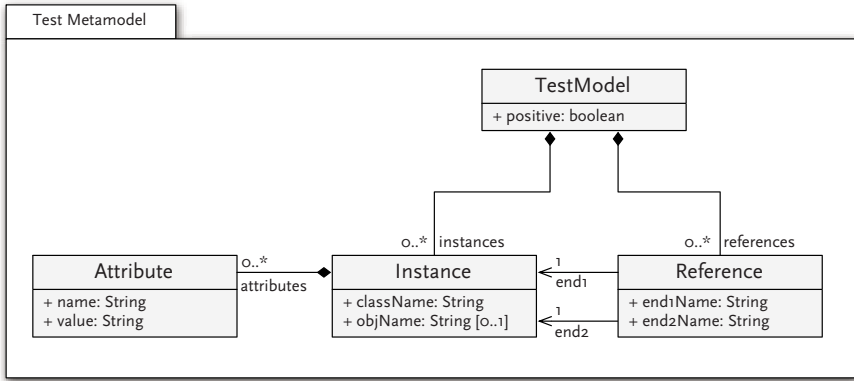 Test Metamodel
TestModel
+ positive: boolean
0..* instances
0..* references
Attribute
+ name: String
+ value: String
0..*
attributes
Instance
+ className: String
+ objName: String [0..1]
1
end1
1
end2
Reference
+ end1Name: String
+ end2Name: String